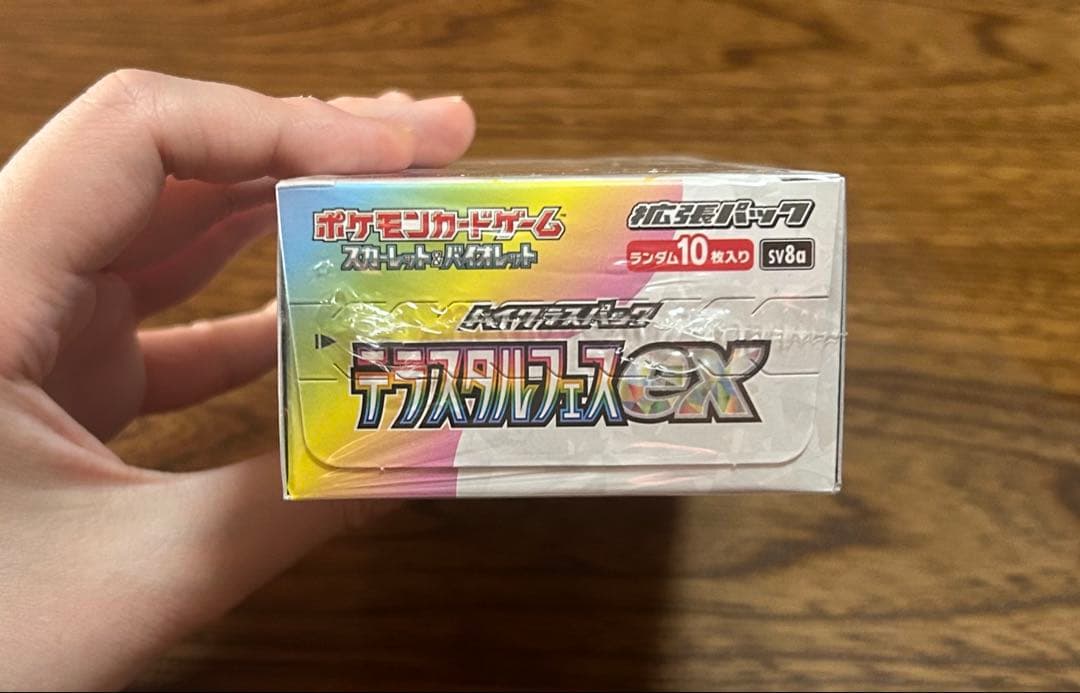 ポケモンカードゲーム™
スカーレット&バイオレット
拡張パック
ランダム10枚入り
SV8a
ハイクラスパック
テラスタルフェスex